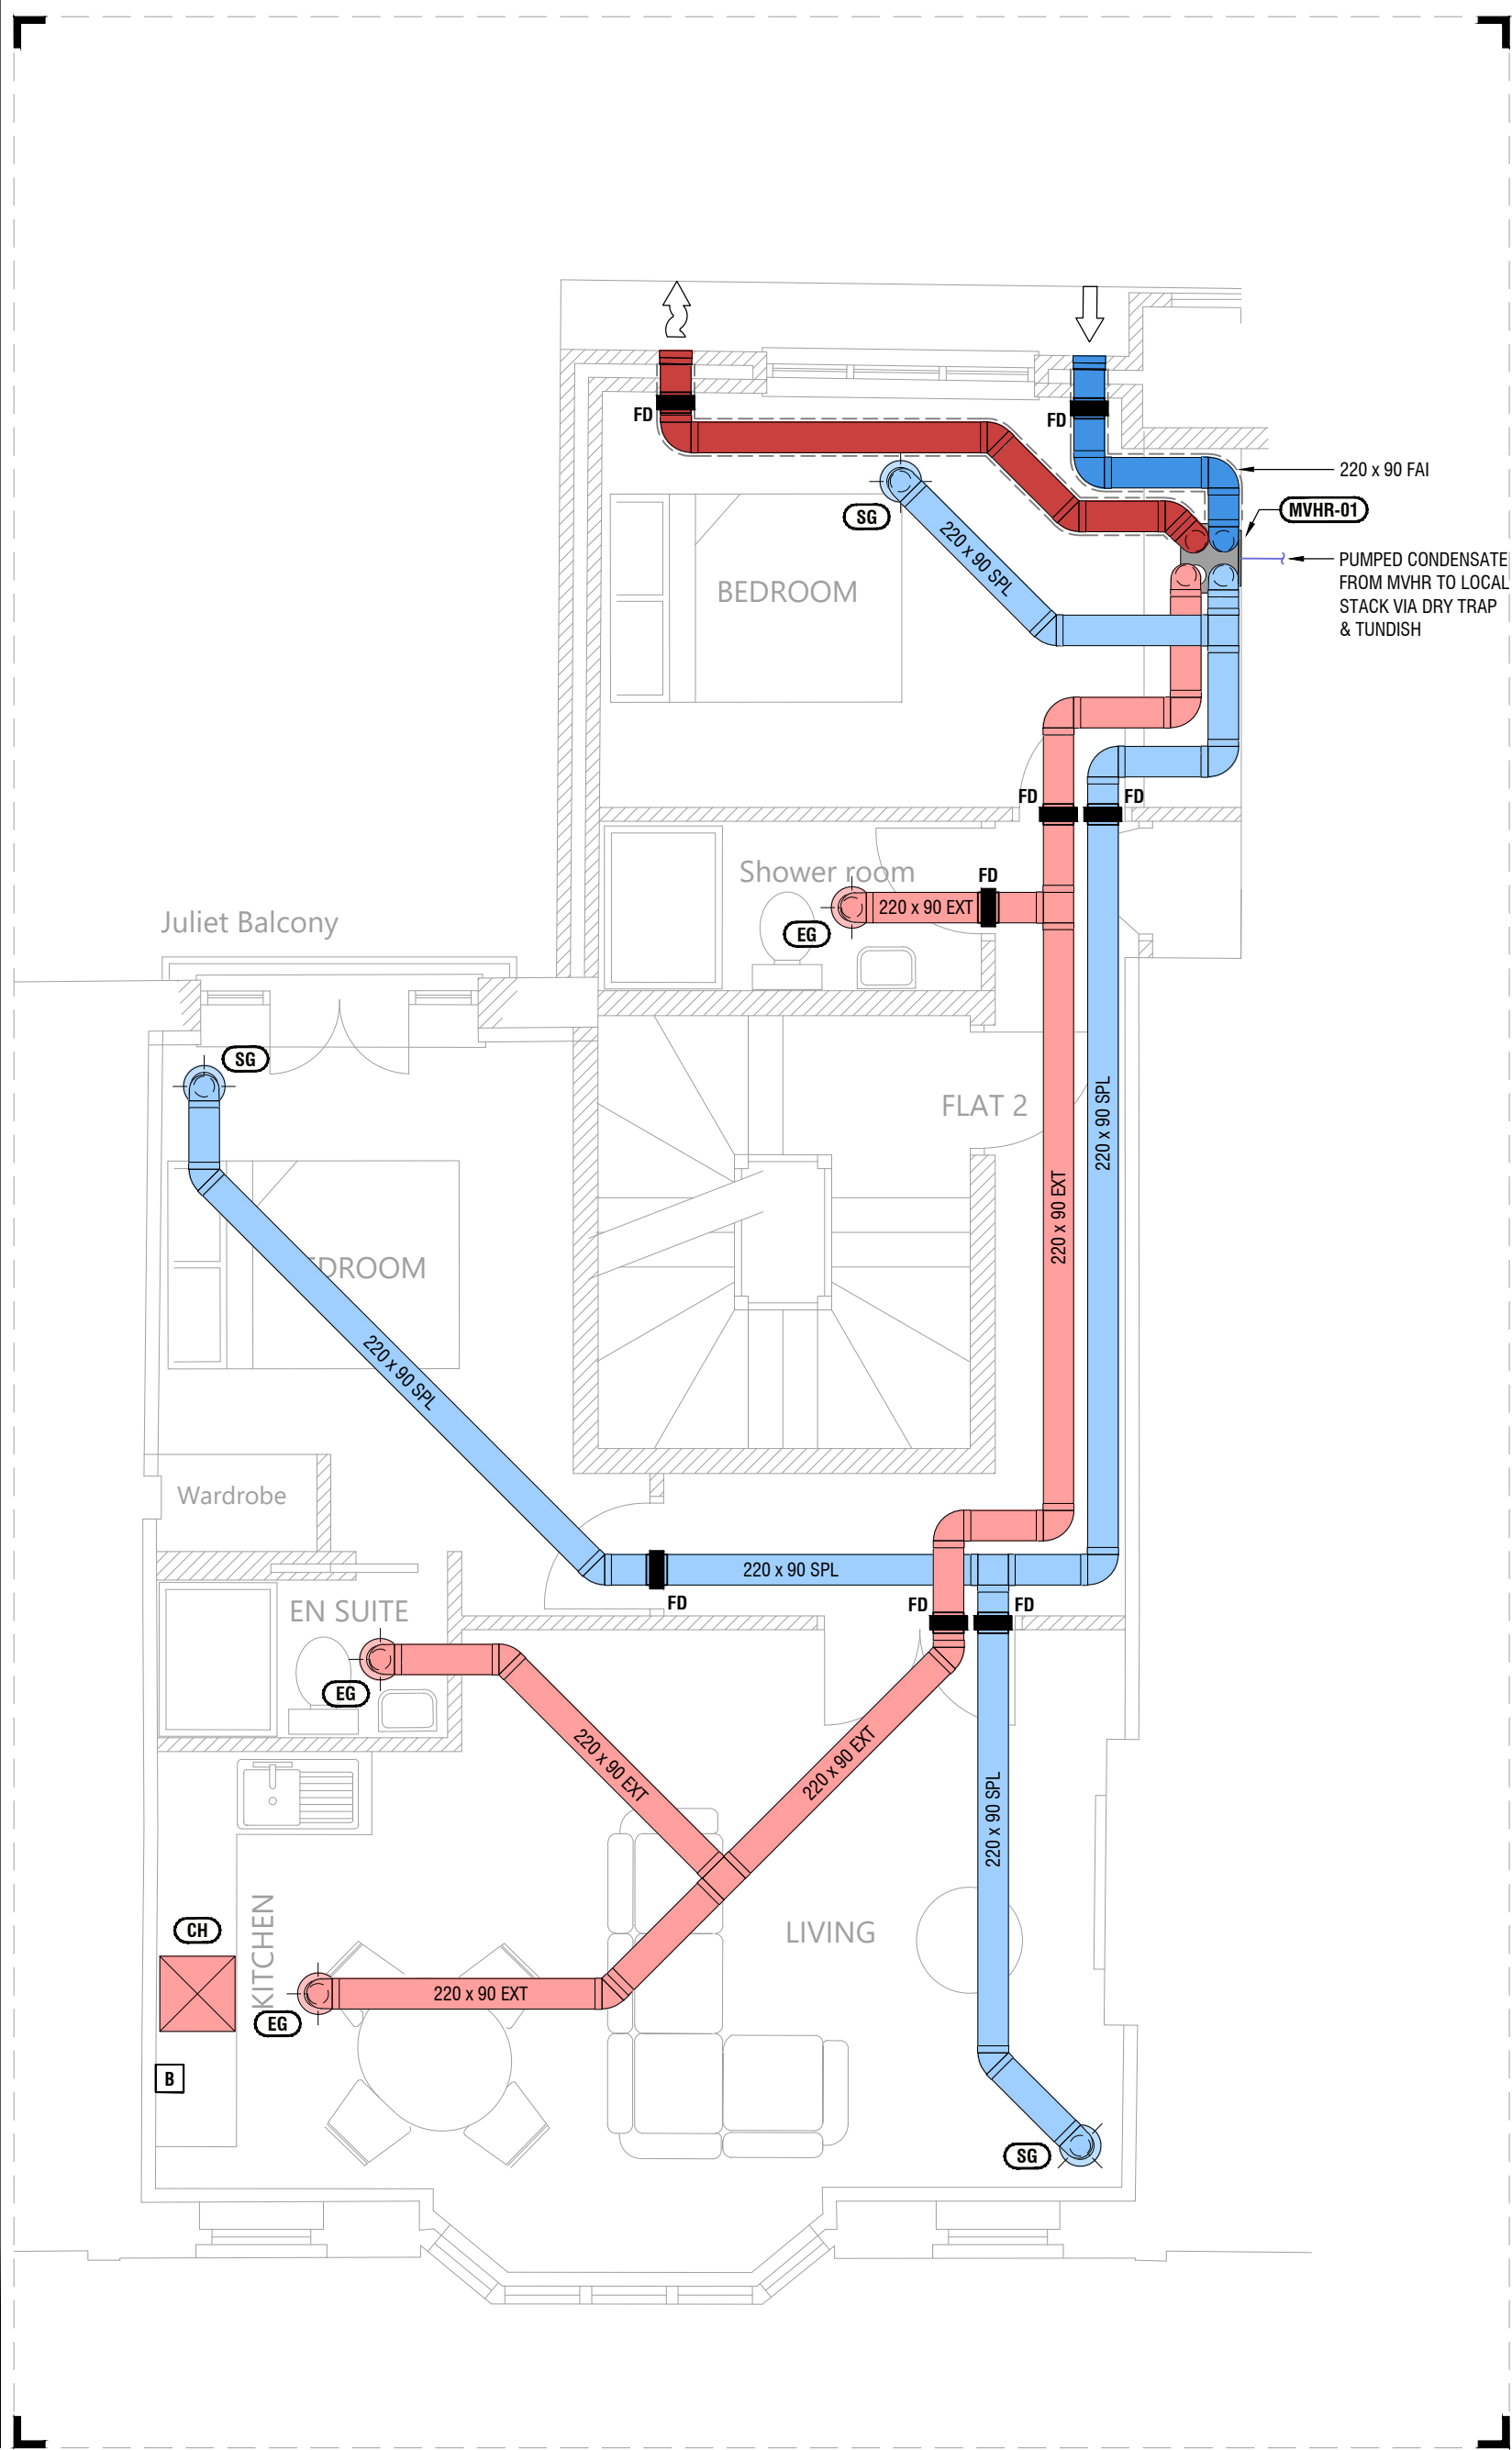 FD
FD
220 x 90 FAI
MVHR-01
SG
220 x 90 SPL
BEDROOM
PUMPED CONDENSATE
FROM MVHR TO LOCAL
STACK VIA DRY TRAP
& TUNDISH
FD
FD
Shower room
FD
220 x 90 EXT
EG
Juliet Balcony
SG
FLAT 2
220 x 90 SPL
220 x 90 EXT
DROOM
220 x 90 SPL
Wardrobe
220 x 90 SPL
FD
FD
FD
EN SUITE
EG
220 x 90 EXT
220 x 90 EXT
220 x 90 SPL
CH
KITCHEN
LIVING
220 x 90 EXT
EG
B
SG